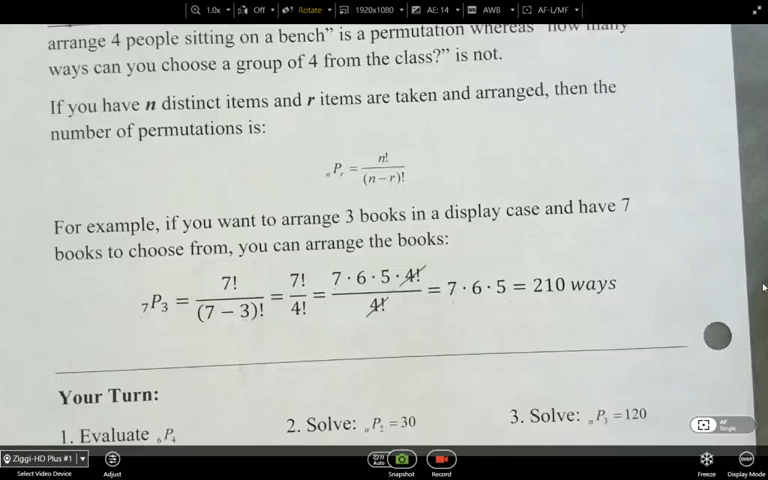 1.0x Off Rotate 1920x1080 AE: 14 AWB AF-L/MF
arrange 4 people sitting on a bench" is a permutation whereas "how many
ways can you choose a group of 4 from the class?" is not.
If you have n distinct items and r items are taken and arranged, then the
number of permutations is:
ₙPᵣ = n! / (n − r)!
For example, if you want to arrange 3 books in a display case and have 7
books to choose from, you can arrange the books:
₇P₃ = 7! / (7 − 3)! = 7! / 4! = 7 · 6 · 5 · 4! / 4! = 7 · 6 · 5 = 210 ways
Your Turn:
1. Evaluate ₆P₄ 2. Solve: ₙP₂ = 30 3. Solve: ₙP₃ = 120
AF
Single
Ziggi-HD Plus #1
Select Video Device Adjust Auto Snapshot Record Freeze DISP Display Mode